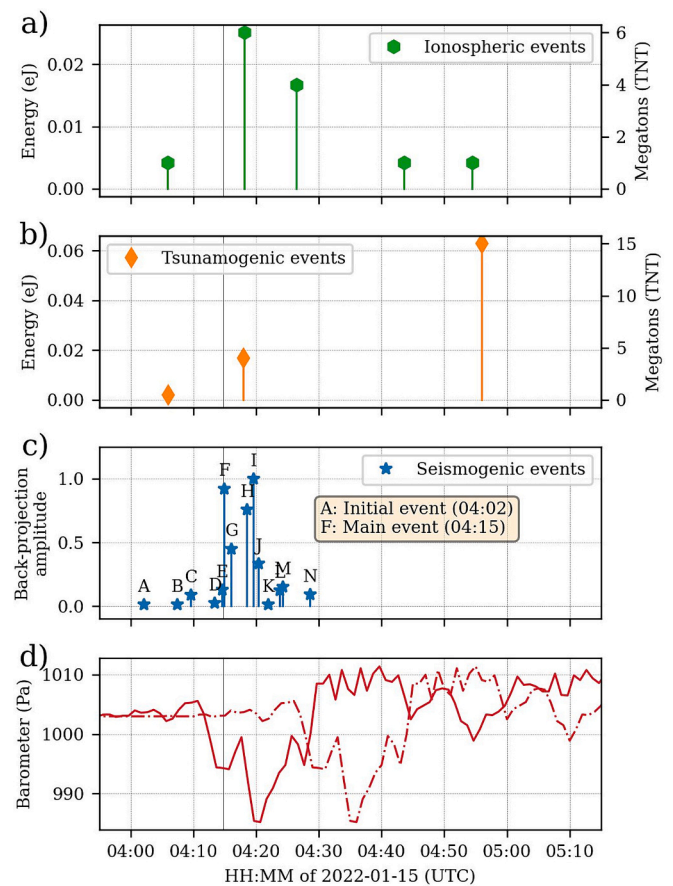 a)
Energy (eJ)
0.02
0.01
0.00
Ionospheric events
6
4
2
0
Megatons (TNT)
b)
Energy (eJ)
0.06
0.04
0.02
0.00
Tsunamogenic events
15
10
5
0
Megatons (TNT)
c)
Back-projection
amplitude
1.0
0.5
0.0
Seismogenic events
A: Initial event (04:02)
F: Main event (04:15)
A
B
C
D
E
F
G
H
I
J
K
L
M
N
d)
Barometer (Pa)
1010
1000
990
04:00 04:10 04:20 04:30 04:40 04:50 05:00 05:10
HH:MM of 2022-01-15 (UTC)